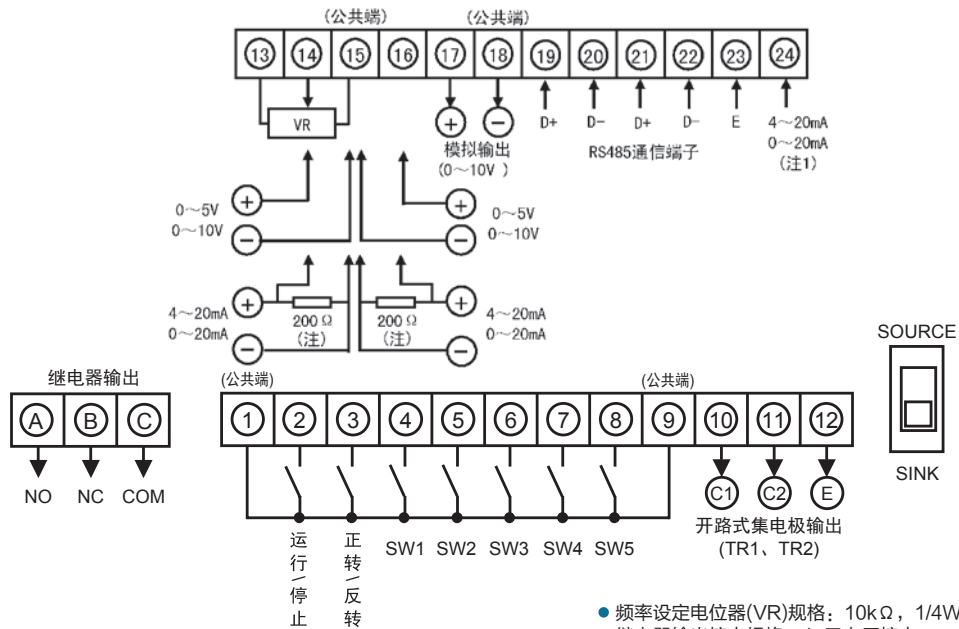 (公共端) (公共端)
13 14 15 16 17 18 19 20 21 22 23 24
VR
+ −
D+ D− D+ D− E
模拟输出
(0～10V )
RS485通信端子
4～20mA
0～20mA
(注1)
0～5V
0～10V
+
−
+
−
0～5V
0～10V
4～20mA
0～20mA
+
−
200Ω
(注)
200Ω
(注)
+
−
4～20mA
0～20mA
SOURCE
SINK
继电器输出
A B C
NO NC COM
(公共端) (公共端)
1 2 3 4 5 6 7 8 9 10 11 12
C1 C2 E
运行\停止
正转\反转
SW1 SW2 SW3 SW4 SW5
开路式集电极输出
(TR1、TR2)
● 频率设定电位器(VR)规格：10kΩ，1/4W